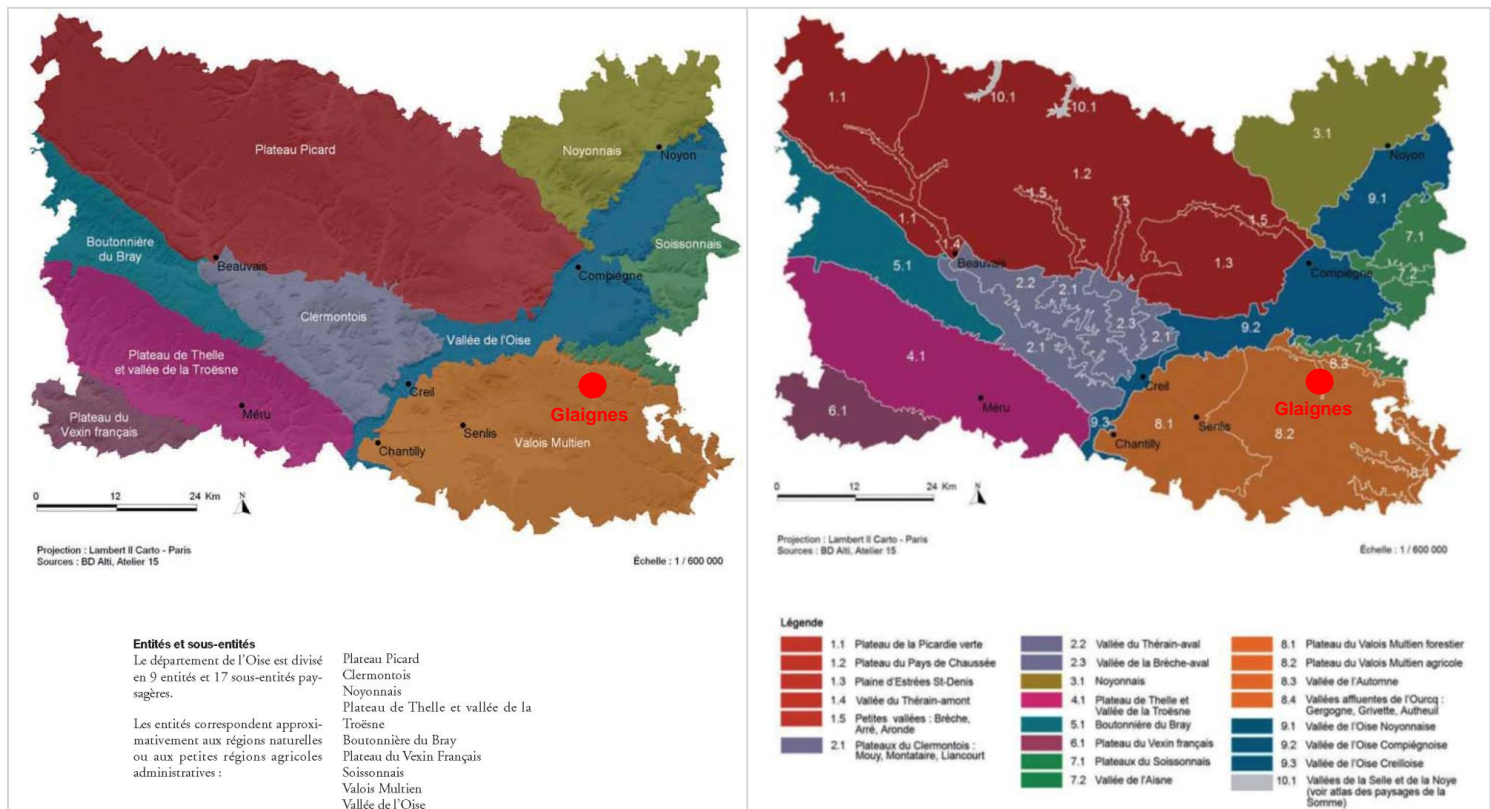 Plateau Picard
Noyonnais
Noyon
Soissonnais
Boutonnière
du Bray
Beauvais
Compiègne
Clermontois
Vallée de l'Oise
Plateau de Thelle
et vallée de la Troësne
Creil
Glaignes
Plateau du
Vexin français
Méru
Senlis
Valois Multien
Chantilly
0 12 24 Km
N
Projection : Lambert II Carto - Paris
Sources : BD Alti, Atelier 15
Échelle : 1 / 600 000
Entités et sous-entités
Le département de l'Oise est divisé
en 9 entités et 17 sous-entités pay-
sagères.
Les entités correspondent approxi-
mativement aux régions naturelles
ou aux petites régions agricoles
administratives :
Plateau Picard
Clermontois
Noyonnais
Plateau de Thelle et vallée de la
Troësne
Boutonnière du Bray
Plateau du Vexin Français
Soissonnais
Valois Multien
Vallée de l'Oise
1.1
10.1
10.1
3.1
Noyon
1.2
1.5
1.5
9.1
1.1
1.5
7.1
1.4
Beauvais
5.1
1.3
Compiègne
7.2
2.2
2.1
2.3
9.2
2.1
2.1
7.1
4.1
8.3
Creil
Glaignes
Méru
6.1
9.3
8.1
Senlis
8.2
Chantilly
8.4
0 12 24 Km
N
Projection : Lambert II Carto - Paris
Sources : BD Alti, Atelier 15
Échelle : 1 / 600 000
Légende
1.1 Plateau de la Picardie verte
1.2 Plateau du Pays de Chaussée
1.3 Plaine d'Estrées St-Denis
1.4 Vallée du Thérain-amont
1.5 Petites vallées : Brèche,
Arré, Aronde
2.1 Plateaux du Clermontois :
Mouy, Montataire, Liancourt
2.2 Vallée du Thérain-aval
2.3 Vallée de la Brèche-aval
3.1 Noyonnais
4.1 Plateau de Thelle et
Vallée de la Troësne
5.1 Boutonnière du Bray
6.1 Plateau du Vexin français
7.1 Plateaux du Soissonnais
7.2 Vallée de l'Aisne
8.1 Plateau du Valois Multien forestier
8.2 Plateau du Valois Multien agricole
8.3 Vallée de l'Automne
8.4 Vallées affluentes de l'Ourcq :
Gergogne, Grivette, Autheuil
9.1 Vallée de l'Oise Noyonnaise
9.2 Vallée de l'Oise Compiégnoise
9.3 Vallée de l'Oise Creilloise
10.1 Vallées de la Selle et de la Noye
(voir atlas des paysages de la
Somme)